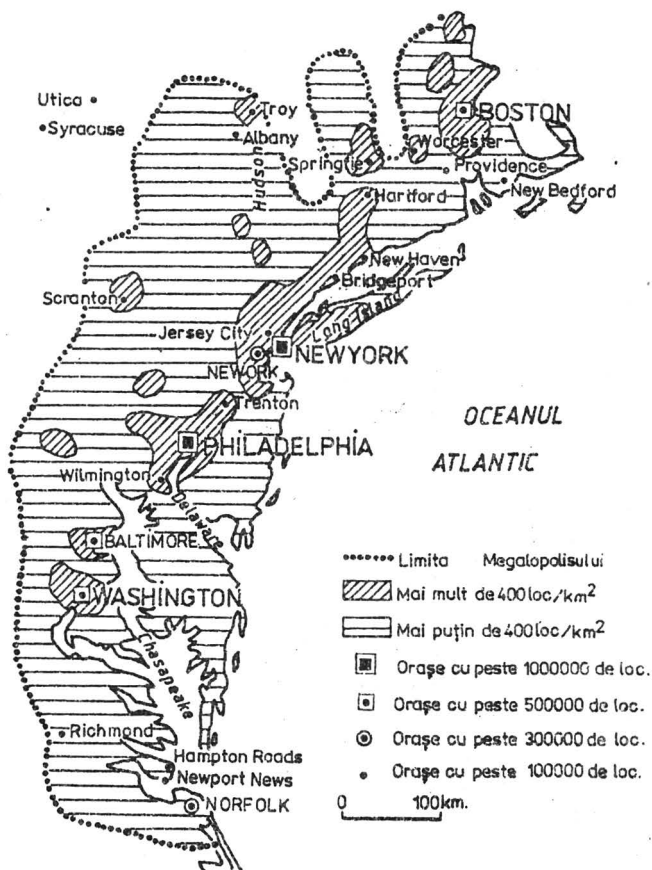 Utica
Syracuse
Troy
Albany
Hudson
BOSTON
Worcester
Springfie
Providence
New Bedford
Hartford
New Haven
Bridgeport
Long Island
Scranton
Jersey City
NEWYORK
NEWORK
Trenton
PHILADELPHIA
OCEANUL
ATLANTIC
Wilmington
Delaware
BALTIMORE
WASHINGTON
Chasapeake
Richmond
Hampton Roads
Newport News
NORFOLK
Limita Megalopolisului
Mai mult de 400 loc/km2
Mai puțin de 400 loc/km2
Orașe cu peste 1000000 de loc.
Orașe cu peste 500000 de loc.
Orașe cu peste 300000 de loc.
Orașe cu peste 100000 de loc.
0 100km.